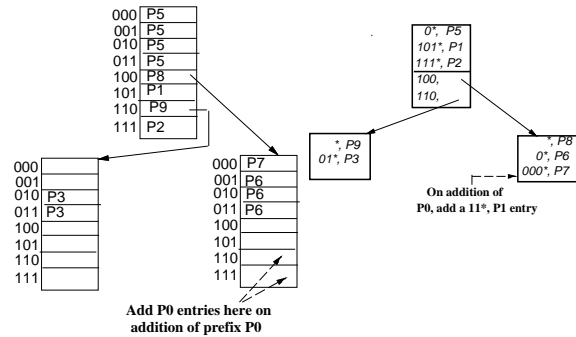 000 P5
001 P5
010 P5
011 P5
100 P8
101 P1
110 P9
111 P2
000
001
010 P3
011 P3
100
101
110
111
000 P7
001 P6
010 P6
011 P6
100
101
110
111
Add P0 entries here on
addition of prefix P0
0*, P5
101*, P1
111*, P2
100,
110,
*, P9
01*, P3
*, P8
0*, P6
000*, P7
On addition of
P0, add a 11*, P1 entry